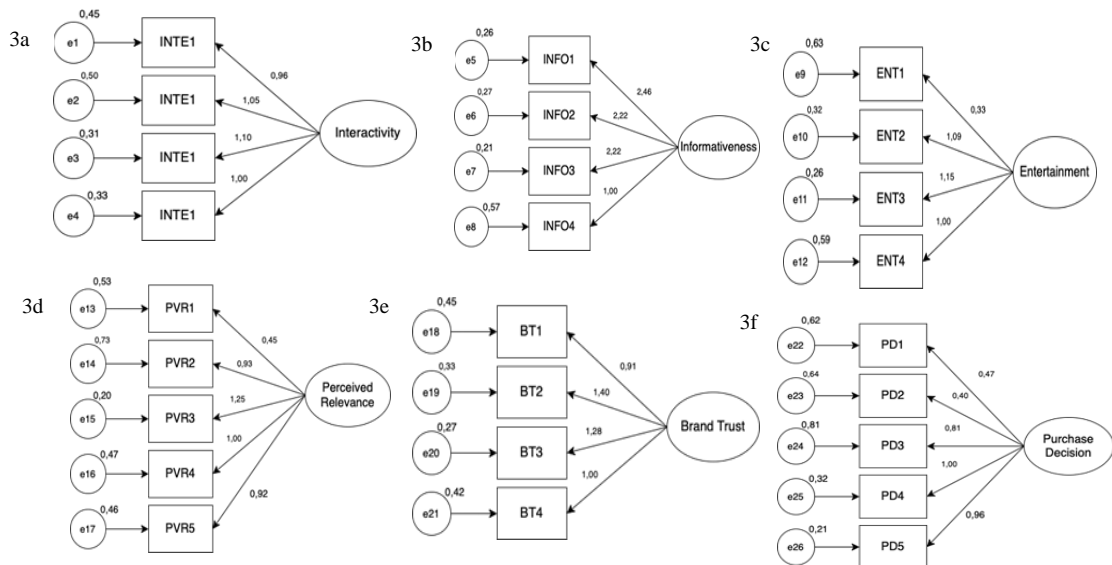 3a
0,45
e1
INTE1
0,96
0,50
e2
INTE1
1,05
0,31
e3
INTE1
1,10
0,33
e4
INTE1
1,00
Interactivity
3b
0,26
e5
INFO1
2,46
0,27
e6
INFO2
2,22
0,21
e7
INFO3
2,22
0,57
e8
INFO4
1,00
Informativeness
3c
0,63
e9
ENT1
0,33
0,32
e10
ENT2
1,09
0,26
e11
ENT3
1,15
0,59
e12
ENT4
1,00
Entertainment
3d
0,53
e13
PVR1
0,45
0,73
e14
PVR2
0,93
0,20
e15
PVR3
1,25
0,47
e16
PVR4
1,00
0,46
e17
PVR5
0,92
Perceived
Relevance
3e
0,45
e18
BT1
0,91
0,33
e19
BT2
1,40
0,27
e20
BT3
1,28
0,42
e21
BT4
1,00
Brand Trust
3f
0,62
e22
PD1
0,47
0,64
e23
PD2
0,40
0,81
e24
PD3
0,81
0,32
e25
PD4
1,00
0,21
e26
PD5
0,96
Purchase
Decision